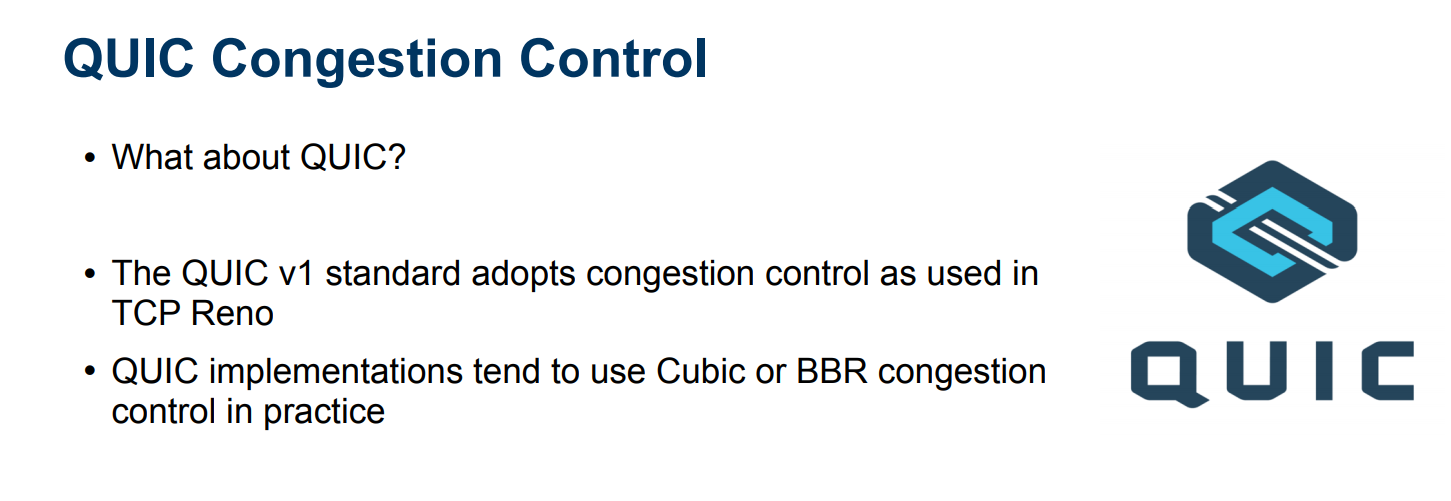 QUIC Congestion Control
• What about QUIC?
• The QUIC v1 standard adopts congestion control as used in
TCP Reno
• QUIC implementations tend to use Cubic or BBR congestion
control in practice
QUIC